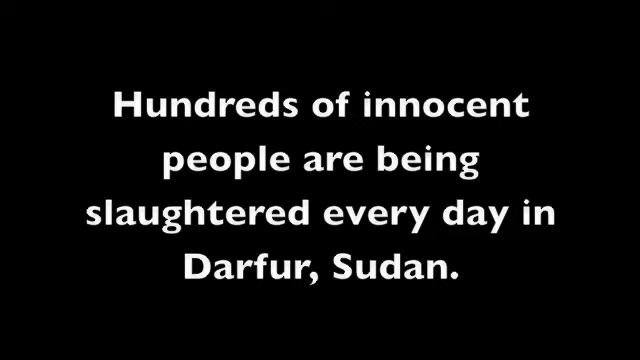 Hundreds of innocent
people are being
slaughtered every day in
Darfur, Sudan.